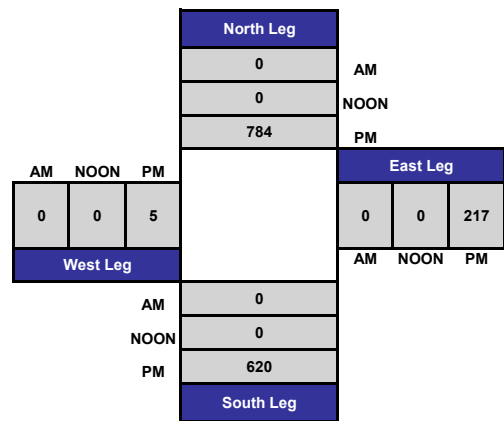 North Leg
0 AM
0 NOON
784 PM
AM NOON PM
East Leg
0 0 5
0 0 217
West Leg
AM NOON PM
AM 0
NOON 0
PM 620
South Leg